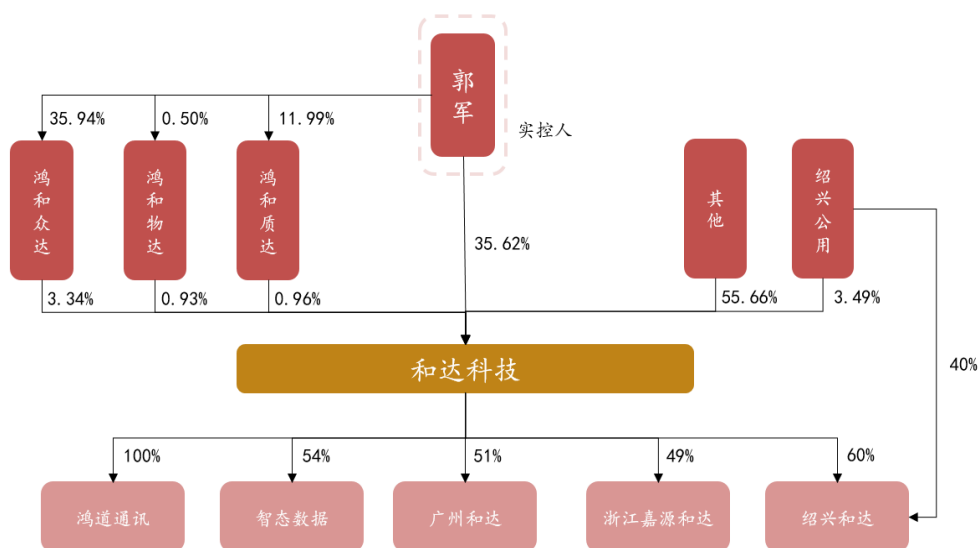 郭军
实控人
35.94%
0.50%
11.99%
鸿和众达
鸿和物达
鸿和质达
其他
绍兴公用
35.62%
3.34%
0.93%
0.96%
55.66%
3.49%
和达科技
40%
100%
54%
51%
49%
60%
鸿道通讯
智态数据
广州和达
浙江嘉源和达
绍兴和达